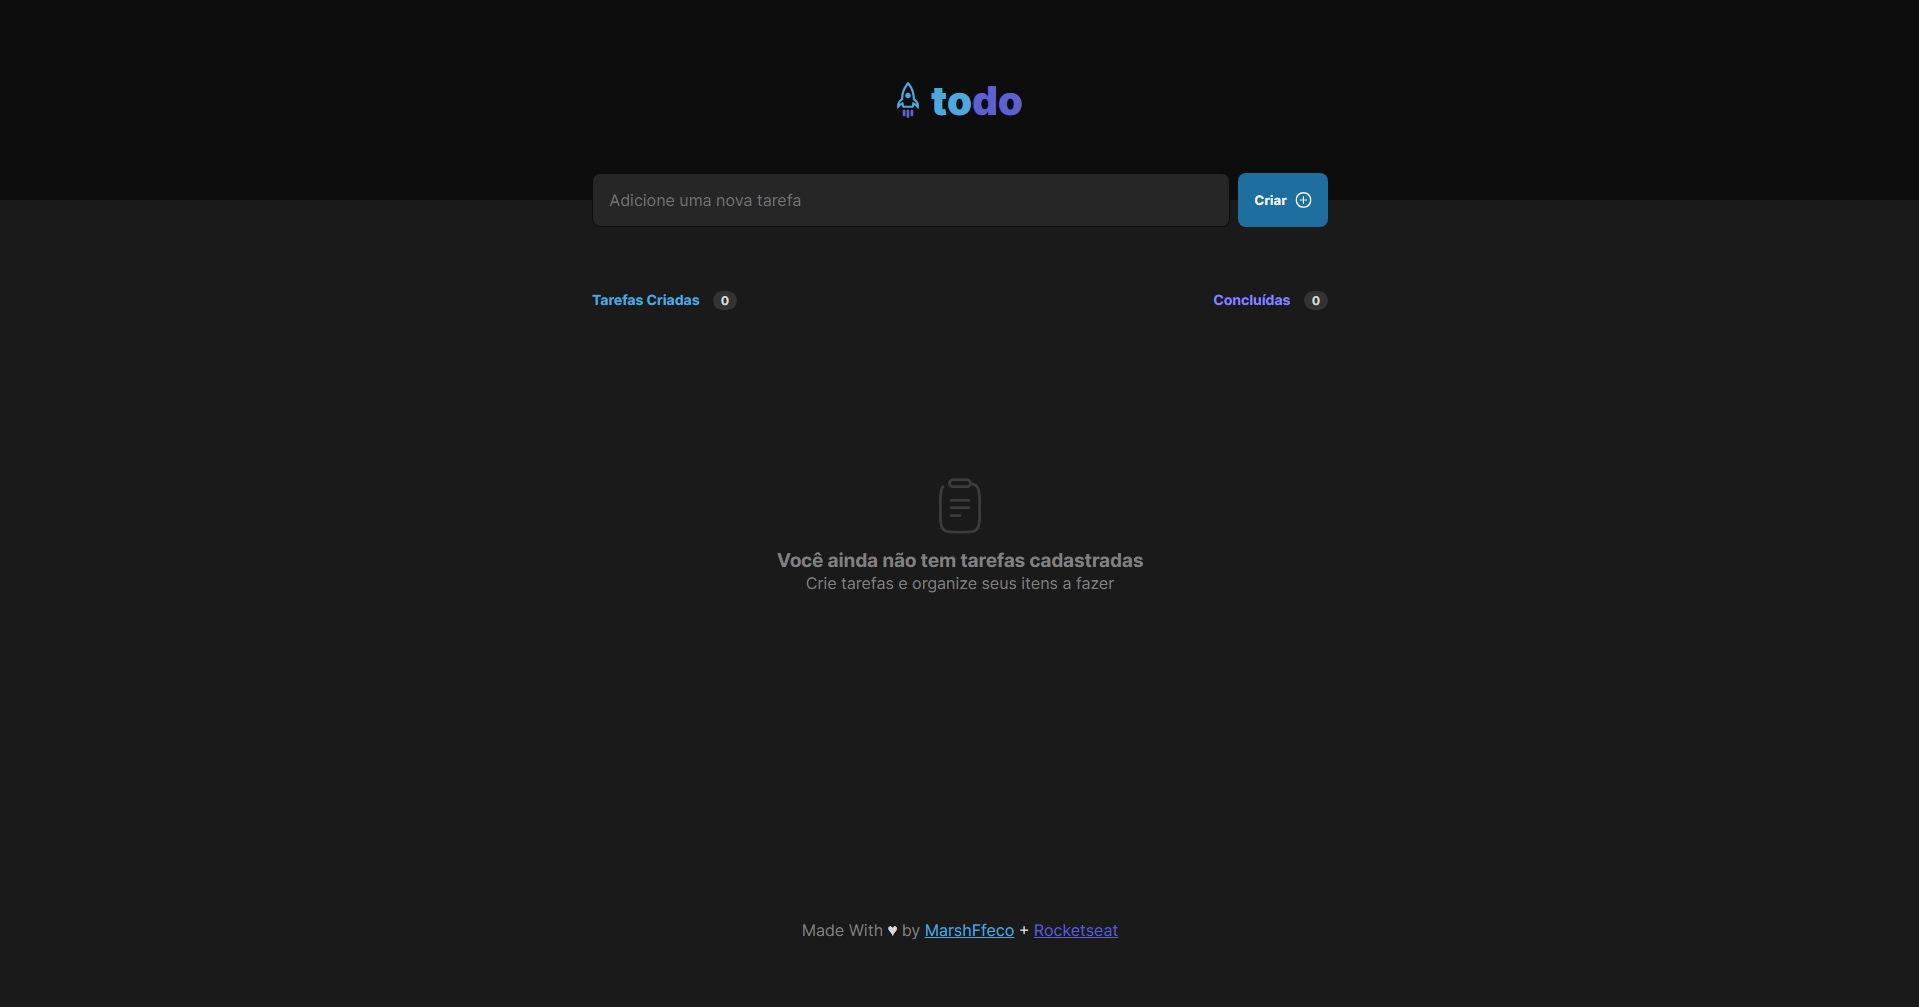 todo
Adicione uma nova tarefa
Criar
Tarefas Criadas 0
Concluídas 0
Você ainda não tem tarefas cadastradas
Crie tarefas e organize seus itens a fazer
Made With ♥ by MarshFfeco + Rocketseat